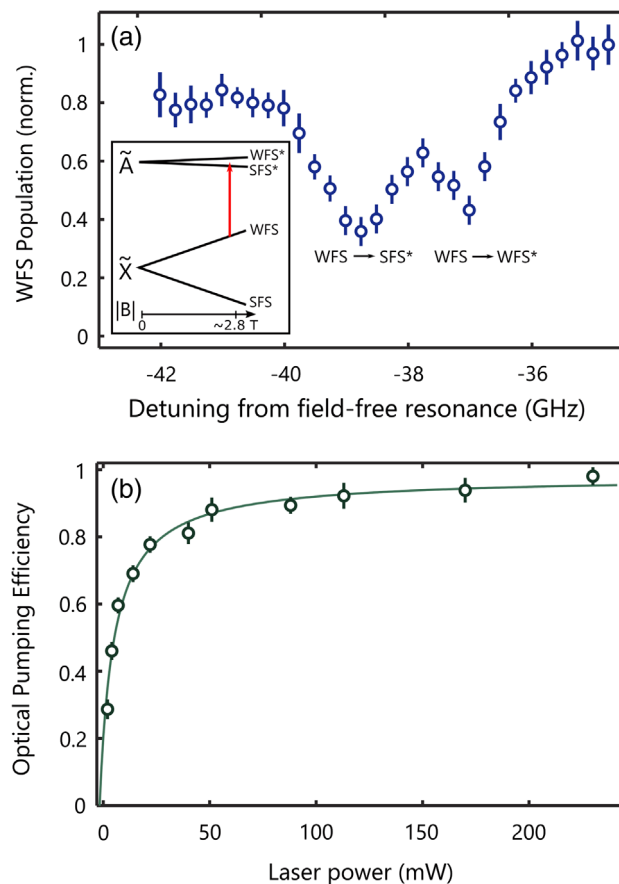 (a)
WFS Population (norm.)
1
0.8
0.6
0.4
0.2
0
Ã
WFS*
SFS*
WFS
X̃
SFS
|B|
0
~2.8 T
WFS → SFS*
WFS → WFS*
-42
-40
-38
-36
Detuning from field-free resonance (GHz)
(b)
Optical Pumping Efficiency
1
0.8
0.6
0.4
0.2
0
0
50
100
150
200
Laser power (mW)